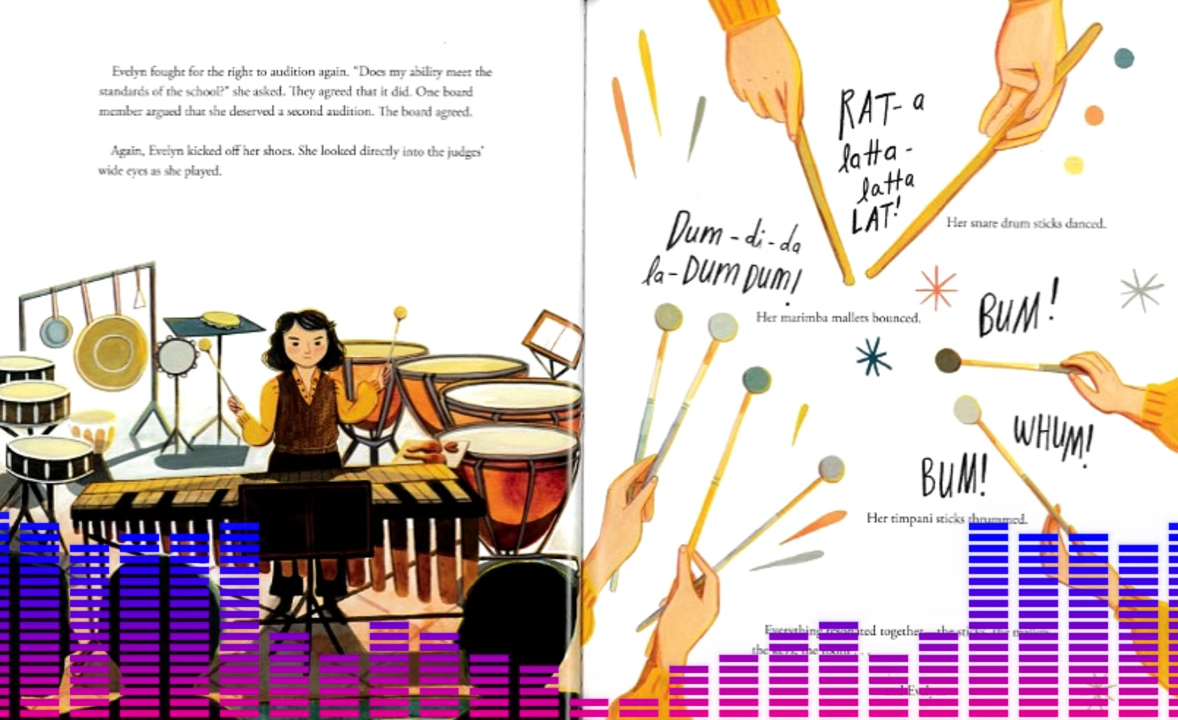 Evelyn fought for the right to audition again. "Does my ability meet the
standards of the school?" she asked. They agreed that it did. One board
member argued that she deserved a second audition. The board agreed.
Again, Evelyn kicked off her shoes. She looked directly into the judges'
wide eyes as she played.
RAT-a
latta-
latta
LAT!
Her snare drum sticks danced.
Dum-di-da
la-DUM DUM!
Her marimba mallets bounced.
BUM!
WHUM!
BUM!
Her timpani sticks thrummed.
Everything resonated together—the sticks, the
the